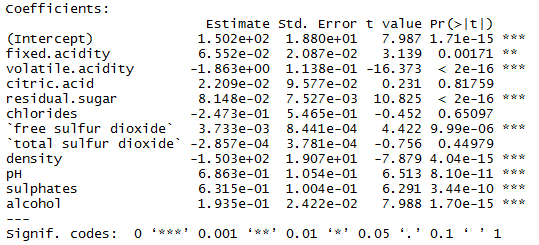 Coefficients:
Estimate Std. Error t value Pr(>|t|)
(Intercept) 1.502e+02 1.880e+01 7.987 1.71e-15 ***
fixed.acidity 6.552e-02 2.087e-02 3.139 0.00171 **
volatile.acidity -1.863e+00 1.138e-01 -16.373 < 2e-16 ***
citric.acid 2.209e-02 9.577e-02 0.231 0.81759
residual.sugar 8.148e-02 7.527e-03 10.825 < 2e-16 ***
chlorides -2.473e-01 5.465e-01 -0.452 0.65097
`free sulfur dioxide` 3.733e-03 8.441e-04 4.422 9.99e-06 ***
`total sulfur dioxide` -2.857e-04 3.781e-04 -0.756 0.44979
density -1.503e+02 1.907e+01 -7.879 4.04e-15 ***
pH 6.863e-01 1.054e-01 6.513 8.10e-11 ***
sulphates 6.315e-01 1.004e-01 6.291 3.44e-10 ***
alcohol 1.935e-01 2.422e-02 7.988 1.70e-15 ***
---
Signif. codes: 0 ‘***’ 0.001 ‘**’ 0.01 ‘*’ 0.05 ‘.’ 0.1 ‘ ’ 1